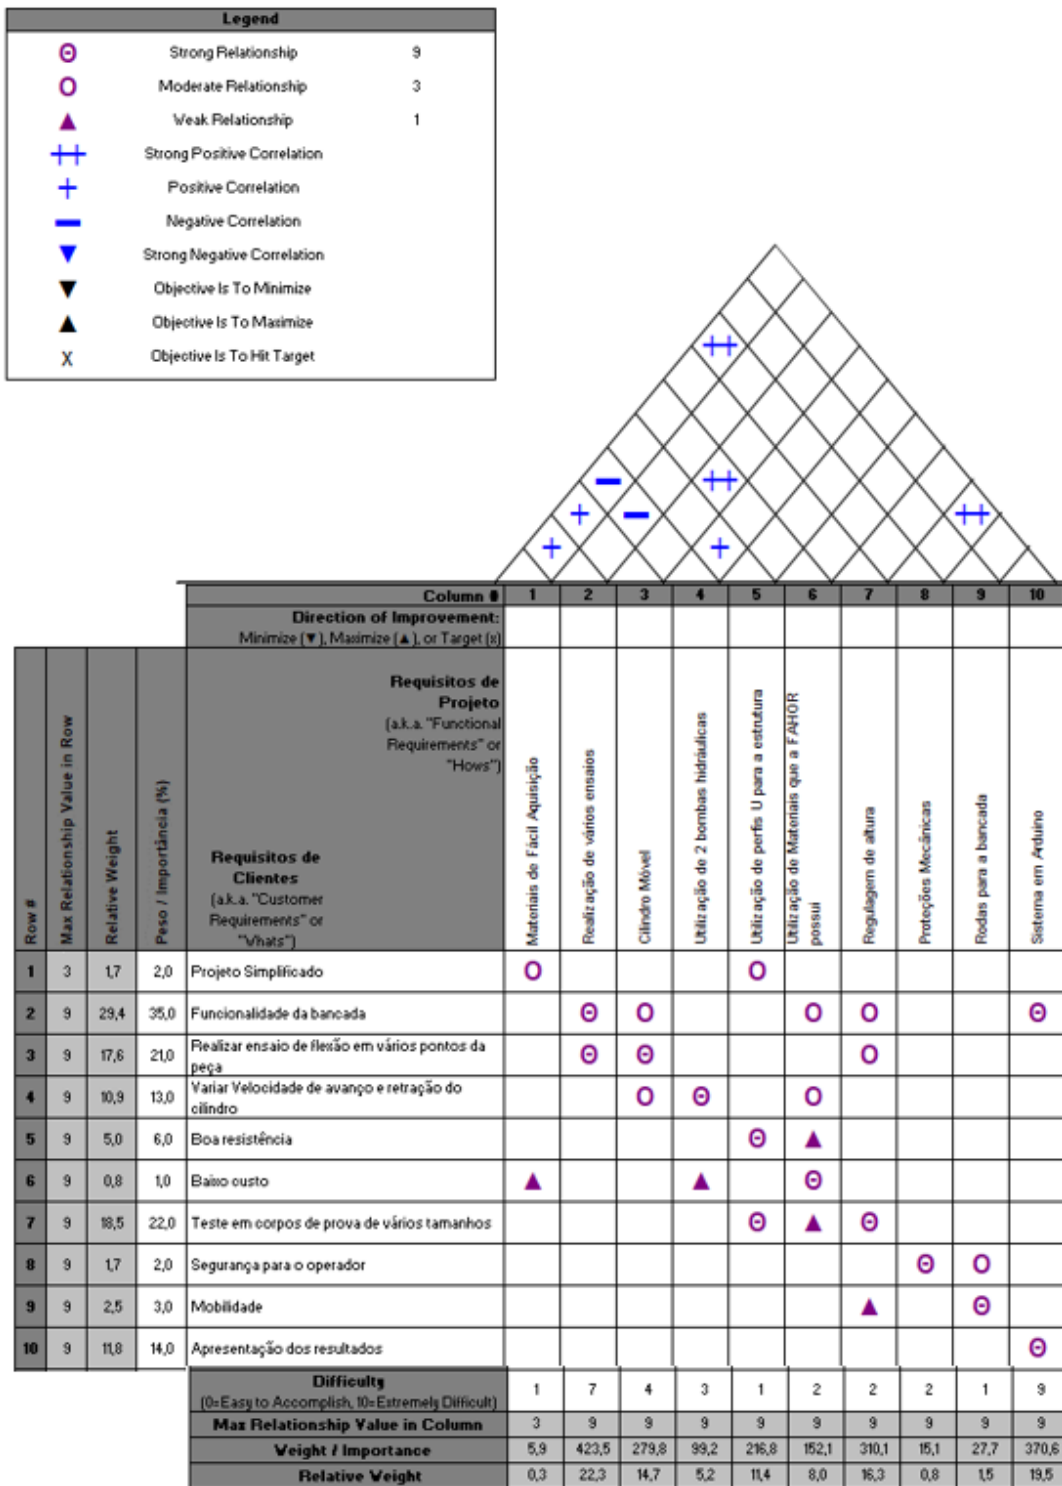 Legend
Θ Strong Relationship 9
Ο Moderate Relationship 3
▲ Weak Relationship 1
++ Strong Positive Correlation
+ Positive Correlation
− Negative Correlation
▼ Strong Negative Correlation
▼ Objective Is To Minimize
▲ Objective Is To Maximize
X Objective Is To Hit Target
++
− ++
+ − ++
+ +
Column # 1 2 3 4 5 6 7 8 9 10
Direction of Improvement:
Minimize (▼), Maximize (▲), or Target (x)
Row #
Max Relationship Value in Row
Relative Weight
Peso / Importância (%)
Requisitos de
Projeto
(a.k.a. "Functional
Requirements" or
"Hows")
Requisitos de
Clientes
(a.k.a. "Customer
Requirements" or
"Whats")
Materiais de Fácil Aquisição
Realização de vários ensaios
Cilindro Móvel
Utilização de 2 bombas hidráulicas
Utilização de perfis U para a estrutura
Utilização de Materiais que a FAHOR
possui
Regulagem de altura
Proteções Mecânicas
Rodas para a bancada
Sistema em Arduino
1 3 1,7 2,0 Projeto Simplificado Ο Ο
2 9 29,4 35,0 Funcionalidade da bancada Θ Ο Ο Ο Θ
3 9 17,6 21,0 Realizar ensaio de flexão em vários pontos da
peça Θ Θ Ο
4 9 10,9 13,0 Variar Velocidade de avanço e retração do
cilindro Ο Θ Ο
5 9 5,0 6,0 Boa resistência Θ ▲
6 9 0,8 1,0 Baixo custo ▲ ▲ Θ
7 9 18,5 22,0 Teste em corpos de prova de vários tamanhos Θ ▲ Θ
8 9 1,7 2,0 Segurança para o operador Θ Ο
9 9 2,5 3,0 Mobilidade ▲ Θ
10 9 11,8 14,0 Apresentação dos resultados Θ
Difficulty
(0=Easy to Accomplish, 10=Extremely Difficult) 1 7 4 3 1 2 2 2 1 9
Max Relationship Value in Column 3 9 9 9 9 9 9 9 9 9
Weight / Importance 5,9 423,5 279,8 99,2 216,8 152,1 310,1 15,1 27,7 370,6
Relative Weight 0,3 22,3 14,7 5,2 11,4 8,0 16,3 0,8 1,5 19,5